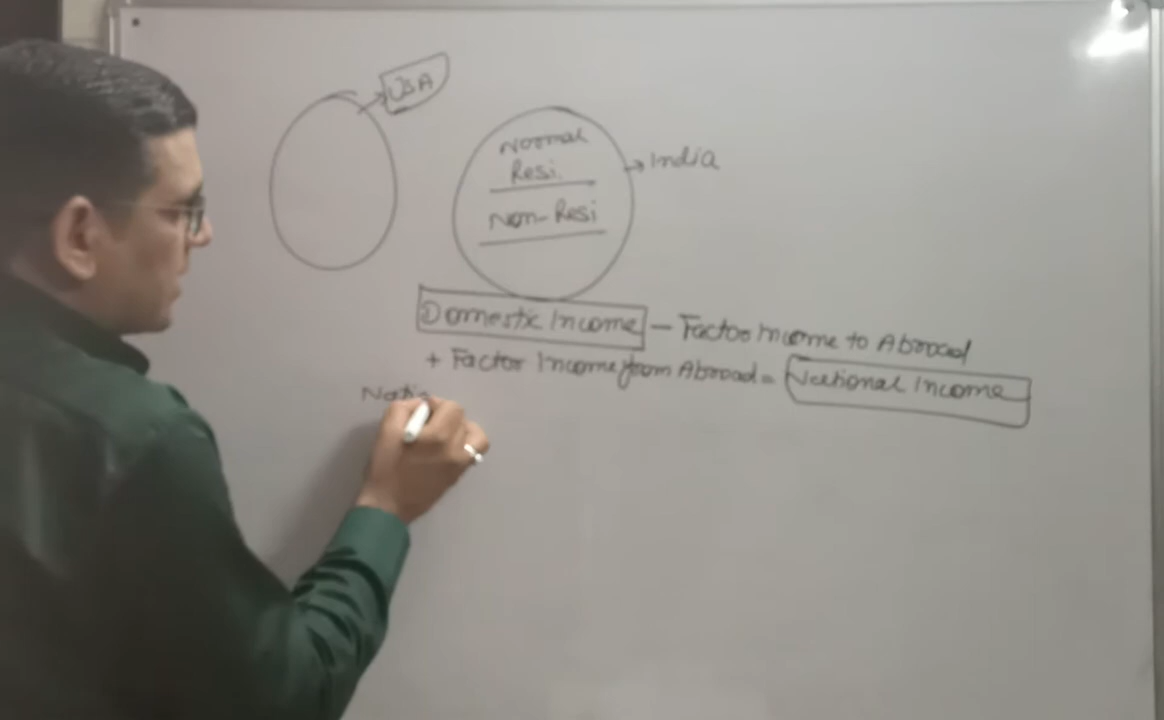 USA
Normal
Resi.
India
Non-Resi
Domestic Income - Factor Income to Abroad
+ Factor Income from Abroad = National Income
Natio